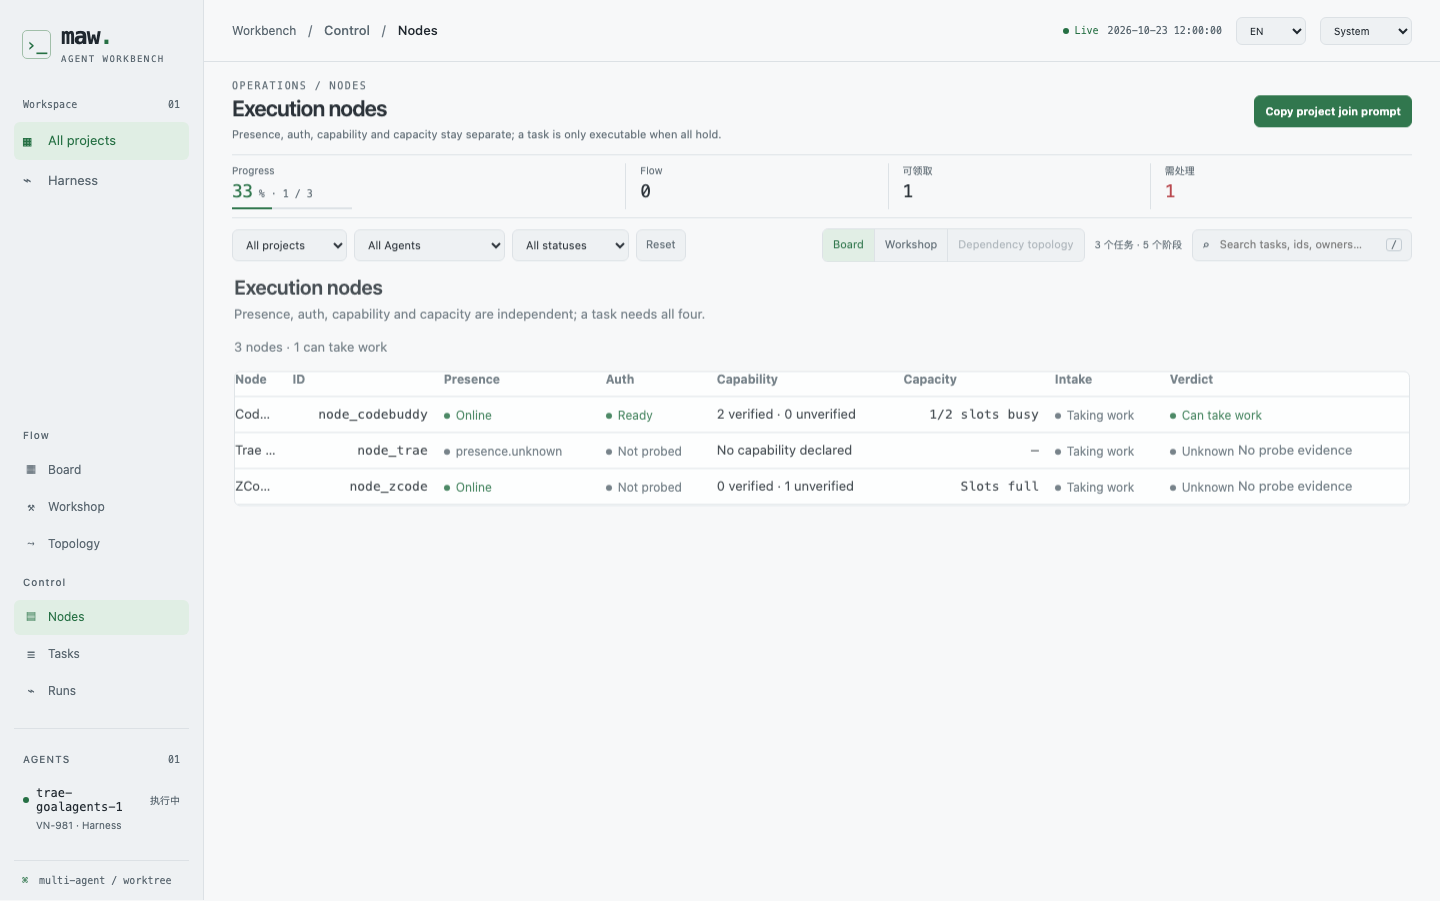 maw.
AGENT WORKBENCH
Workspace 01
All projects
Harness
Flow
Board
Workshop
Topology
Control
Nodes
Tasks
Runs
AGENTS 01
trae-
goalagents-1 执行中
VN-981 · Harness
⌘ multi-agent / worktree
Workbench / Control / Nodes
Live 2026-10-23 12:00:00 EN System
OPERATIONS / NODES
Execution nodes
Presence, auth, capability and capacity stay separate; a task is only executable when all hold.
Copy project join prompt
Progress Flow 可领取 需处理
33 % · 1 / 3 0 1 1
All projects All Agents All statuses Reset Board Workshop Dependency topology 3 个任务 · 5 个阶段 Search tasks, ids, owners... /
Execution nodes
Presence, auth, capability and capacity are independent; a task needs all four.
3 nodes · 1 can take work
Node ID Presence Auth Capability Capacity Intake Verdict
Cod... node_codebuddy Online Ready 2 verified · 0 unverified 1/2 slots busy Taking work Can take work
Trae ... node_trae presence.unknown Not probed No capability declared — Taking work Unknown No probe evidence
ZCo... node_zcode Online Not probed 0 verified · 1 unverified Slots full Taking work Unknown No probe evidence